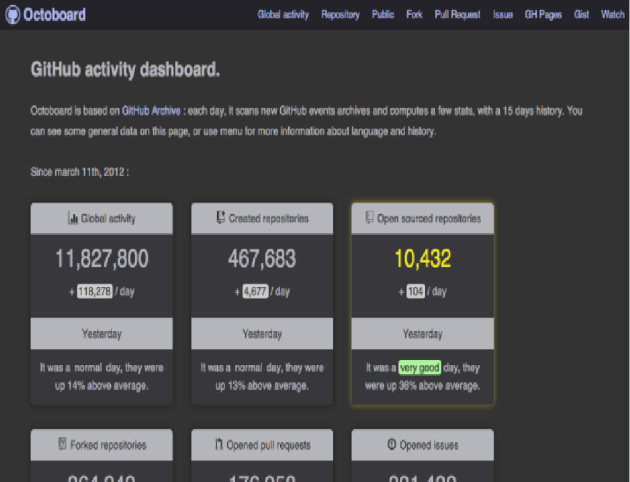 Octoboard
Global activity Repository Public Fork Pull Request Issue GH Pages Gist Watch
GitHub activity dashboard.
Octoboard is based on GitHub Archive : each day, it scans new GitHub events archives and computes a few stats, with a 15 days history. You
can see some general data on this page, or use menu for more information about language and history.
Since march 11th, 2012 :
Global activity
11,827,800
+ 118,278 / day
Yesterday
It was a normal day, they were
up 14% above average.
Created repositories
467,683
+ 4,677 / day
Yesterday
It was a normal day, they were
up 13% above average.
Open sourced repositories
10,432
+ 104 / day
Yesterday
It was a very good day, they
were up 36% above average.
Forked repositories
Opened pull requests
Opened issues